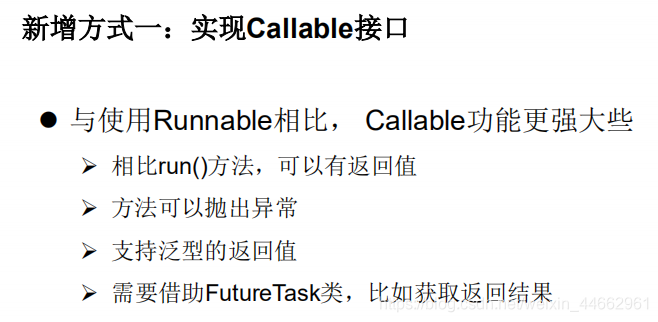 新增方式一：实现Callable接口
● 与使用Runnable相比， Callable功能更强大些
➢ 相比run()方法，可以有返回值
➢ 方法可以抛出异常
➢ 支持泛型的返回值
➢ 需要借助FutureTask类，比如获取返回结果
https://blog.csdn.net/weixin_44662961